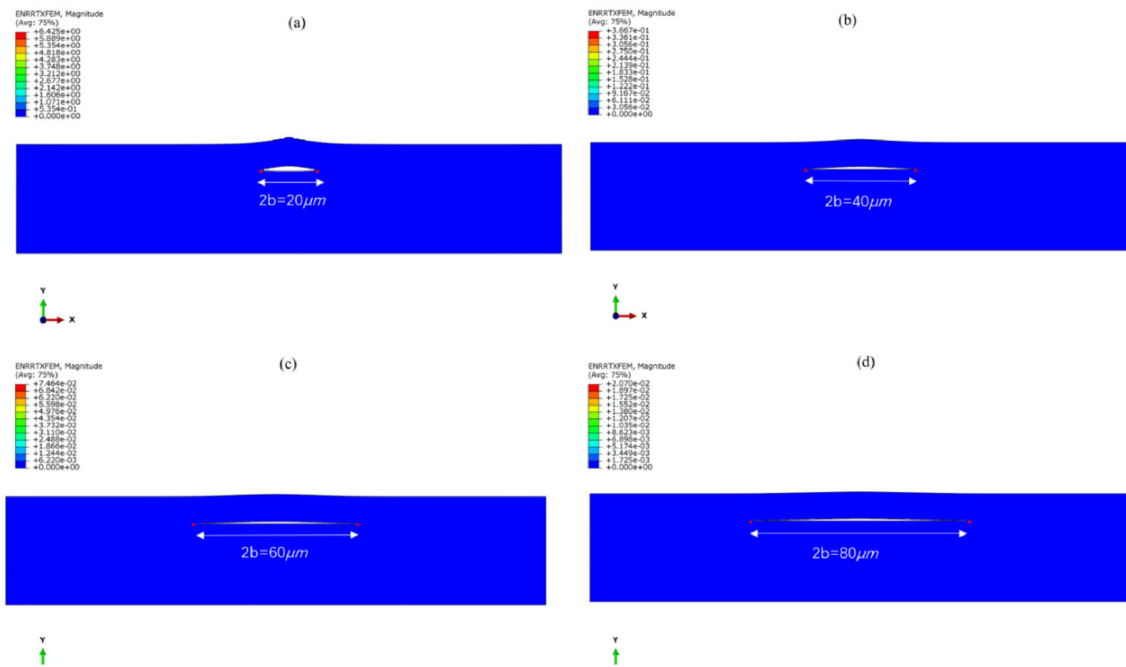 (a)
ENRRTXFEM, Magnitude
(Avg: 75%)
+6.425e+00
+5.889e+00
+5.354e+00
+4.818e+00
+4.283e+00
+3.748e+00
+3.212e+00
+2.677e+00
+2.142e+00
+1.606e+00
+1.071e+00
+5.354e-01
+0.000e+00
2b=20μm
Y
X
(b)
ENRRTXFEM, Magnitude
(Avg: 75%)
+3.667e-01
+3.361e-01
+3.056e-01
+2.750e-01
+2.444e-01
+2.139e-01
+1.833e-01
+1.528e-01
+1.222e-01
+9.167e-02
+6.111e-02
+3.056e-02
+0.000e+00
2b=40μm
Y
X
(c)
ENRRTXFEM, Magnitude
(Avg: 75%)
+7.464e-02
+6.842e-02
+6.220e-02
+5.598e-02
+4.976e-02
+4.354e-02
+3.732e-02
+3.110e-02
+2.488e-02
+1.866e-02
+1.244e-02
+6.220e-03
+0.000e+00
2b=60μm
Y
(d)
ENRRTXFEM, Magnitude
(Avg: 75%)
+2.070e-02
+1.897e-02
+1.725e-02
+1.552e-02
+1.380e-02
+1.207e-02
+1.035e-02
+8.623e-03
+6.898e-03
+5.174e-03
+3.449e-03
+1.725e-03
+0.000e+00
2b=80μm
Y